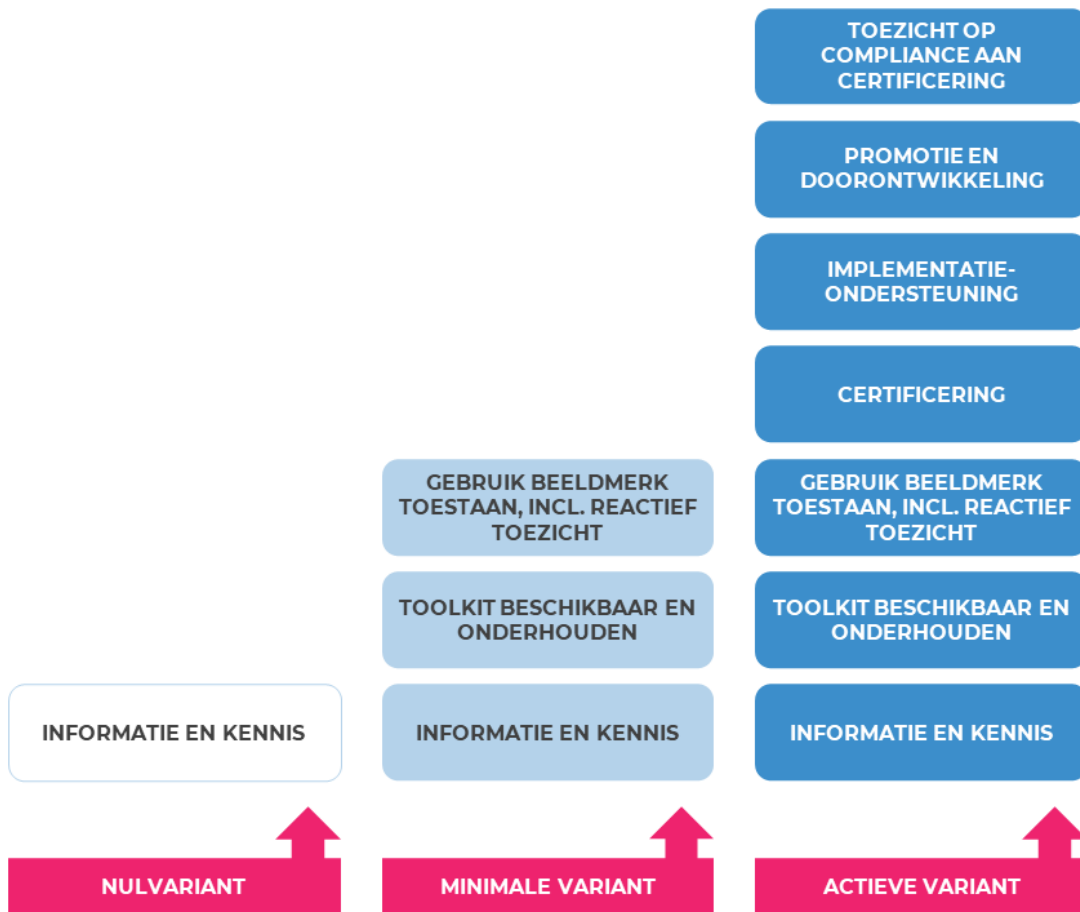 TOEZICHT OP
COMPLIANCE AAN
CERTIFICERING
PROMOTIE EN
DOORONTWIKKELING
IMPLEMENTATIE-
ONDERSTEUNING
CERTIFICERING
GEBRUIK BEELDMERK
TOESTAAN, INCL. REACTIEF
TOEZICHT
GEBRUIK BEELDMERK
TOESTAAN, INCL. REACTIEF
TOEZICHT
TOOLKIT BESCHIKBAAR EN
ONDERHOUDEN
TOOLKIT BESCHIKBAAR EN
ONDERHOUDEN
INFORMATIE EN KENNIS
INFORMATIE EN KENNIS
INFORMATIE EN KENNIS
NULVARIANT
MINIMALE VARIANT
ACTIEVE VARIANT